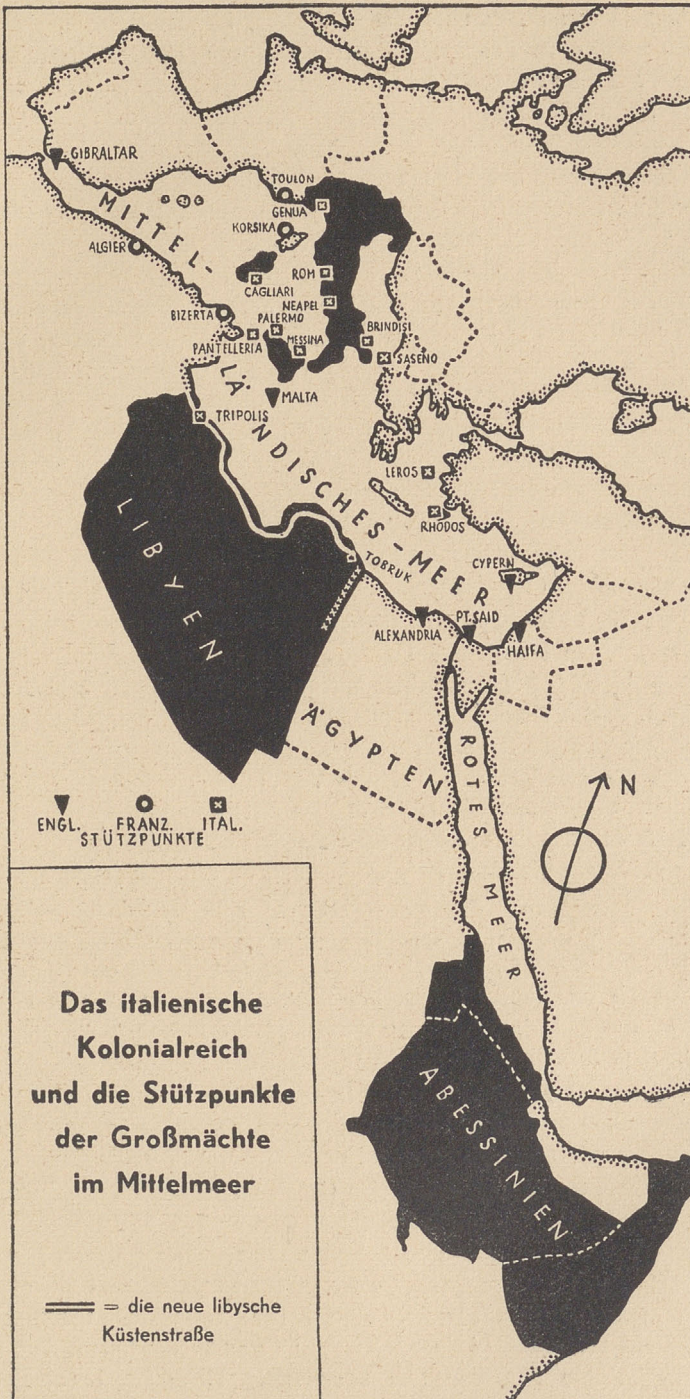 GIBRALTAR
TOULON
GENUA
KORSIKA
MITTEL-
ALGIER
ROM
CAGLIARI
NEAPEL
BIZERTA
PALERMO
BRINDISI
MESSINA
PANTELLERIA
SASENO
LÄNDISCHES-MEER
MALTA
TRIPOLIS
LEROS
RHODOS
LIBYEN
TOBRUK
CYPERN
PT. SAID
ALEXANDRIA
HAIFA
ÄGYPTEN
ROTES MEER
N
ENGL. FRANZ. ITAL.
STÜTZPUNKTE
Das italienische
Kolonialreich
und die Stützpunkte
der Großmächte
im Mittelmeer
ABESSINIEN
= die neue libysche
Küstenstraße